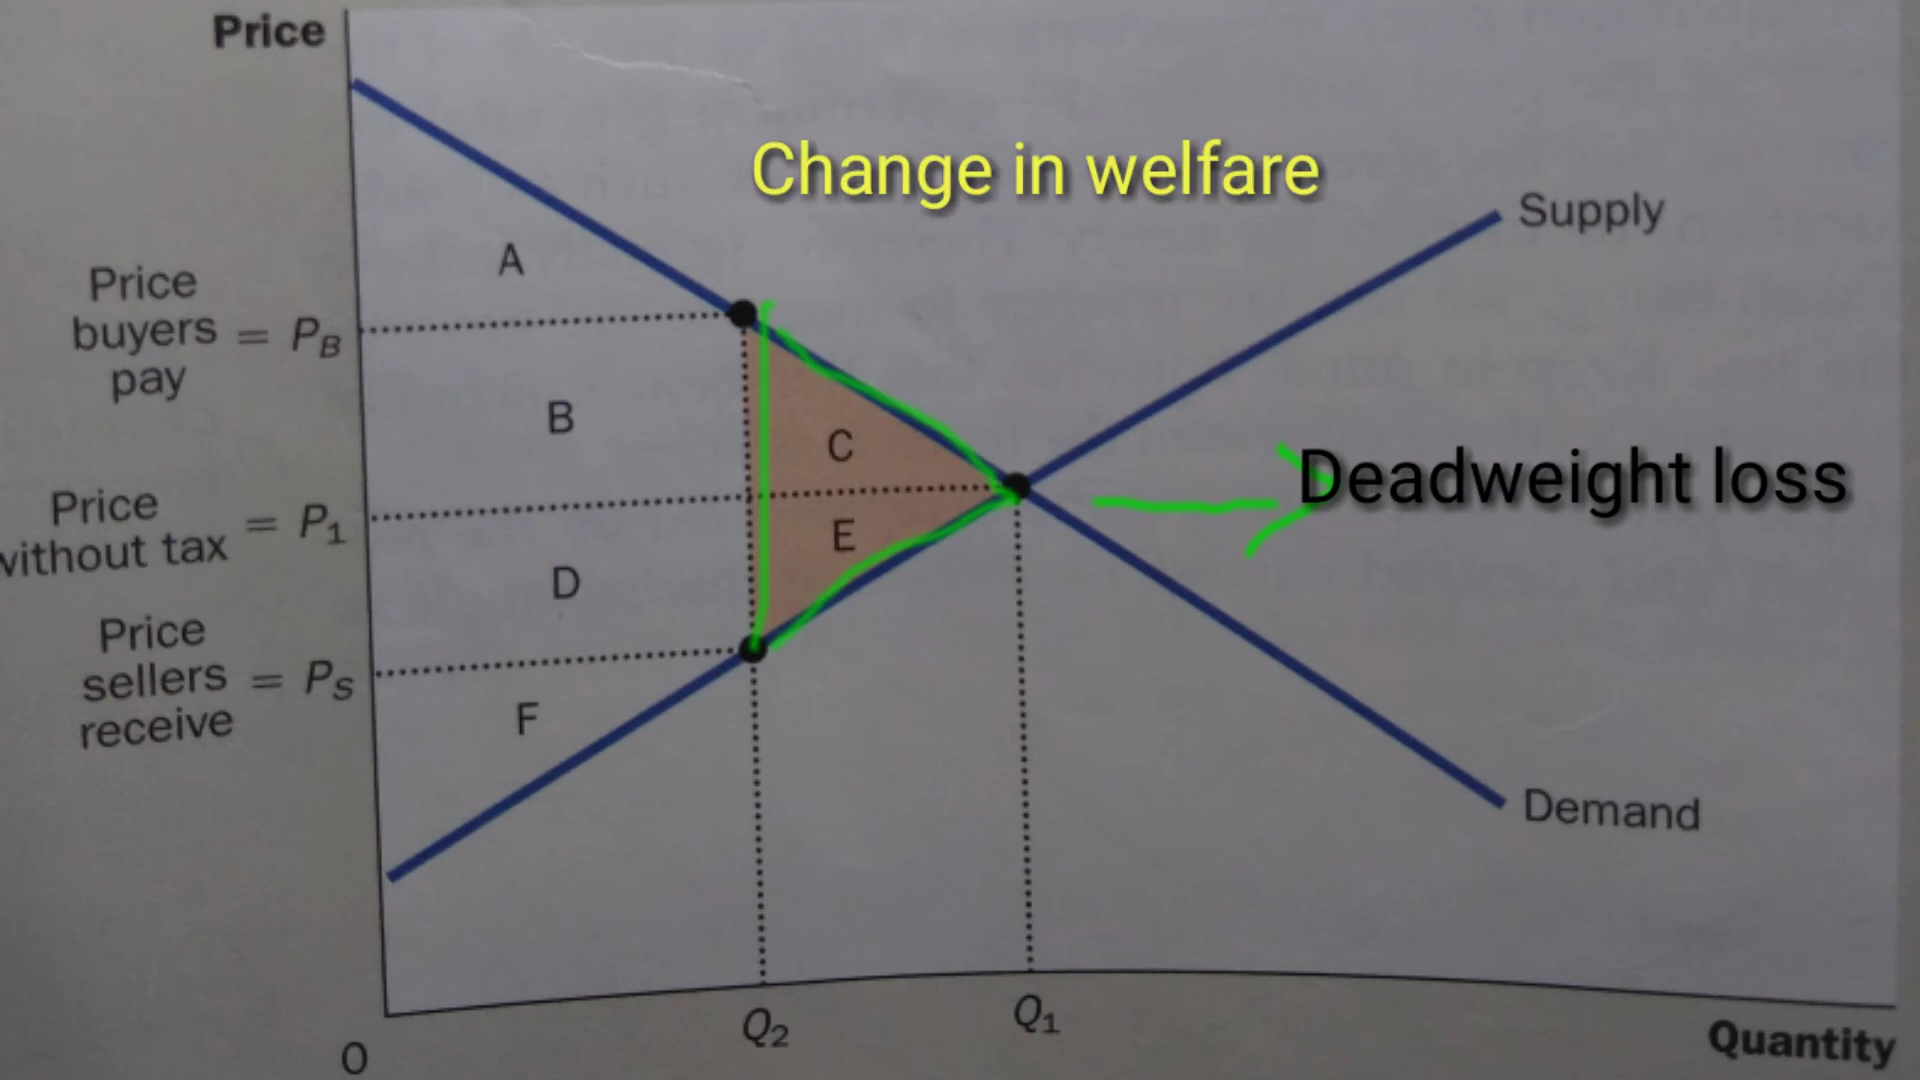 Price
Change in welfare
Supply
A
Price
buyers = P_B
pay
B
C
Deadweight loss
Price
without tax = P_1
E
D
Price
sellers = P_S
receive
F
Demand
Q_2
Q_1
Quantity
0